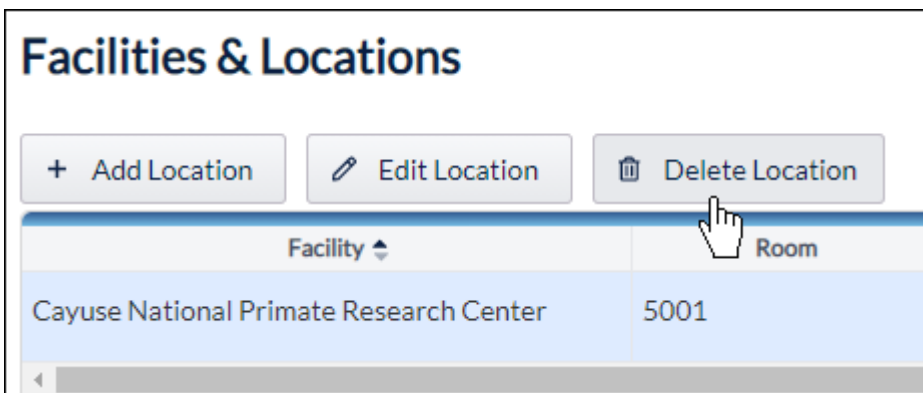 Facilities & Locations
+ Add Location Edit Location Delete Location
Facility Room
Cayuse National Primate Research Center 5001